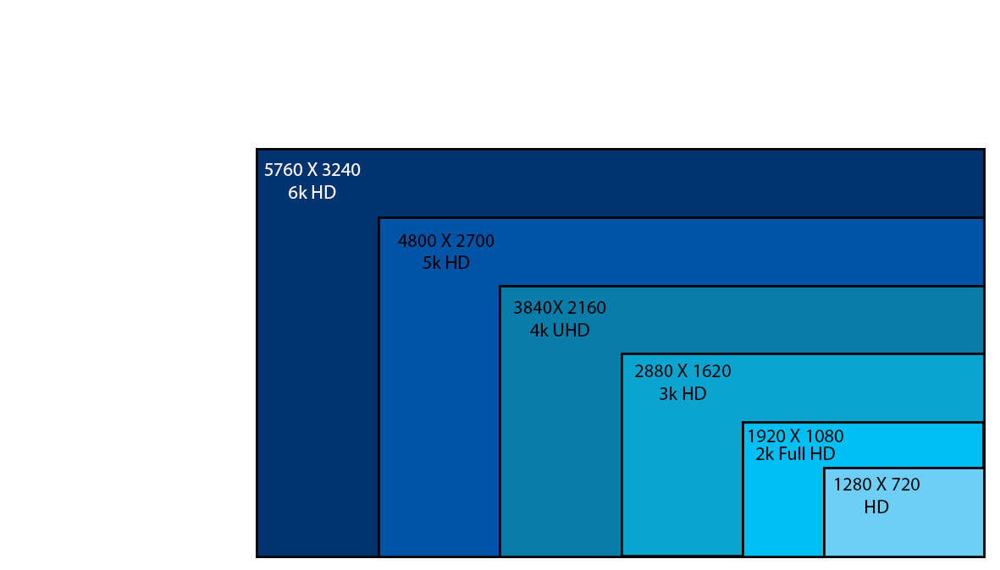 5760 X 3240
6k HD
4800 X 2700
5k HD
3840X 2160
4k UHD
2880 X 1620
3k HD
1920 X 1080
2k Full HD
1280 X 720
HD